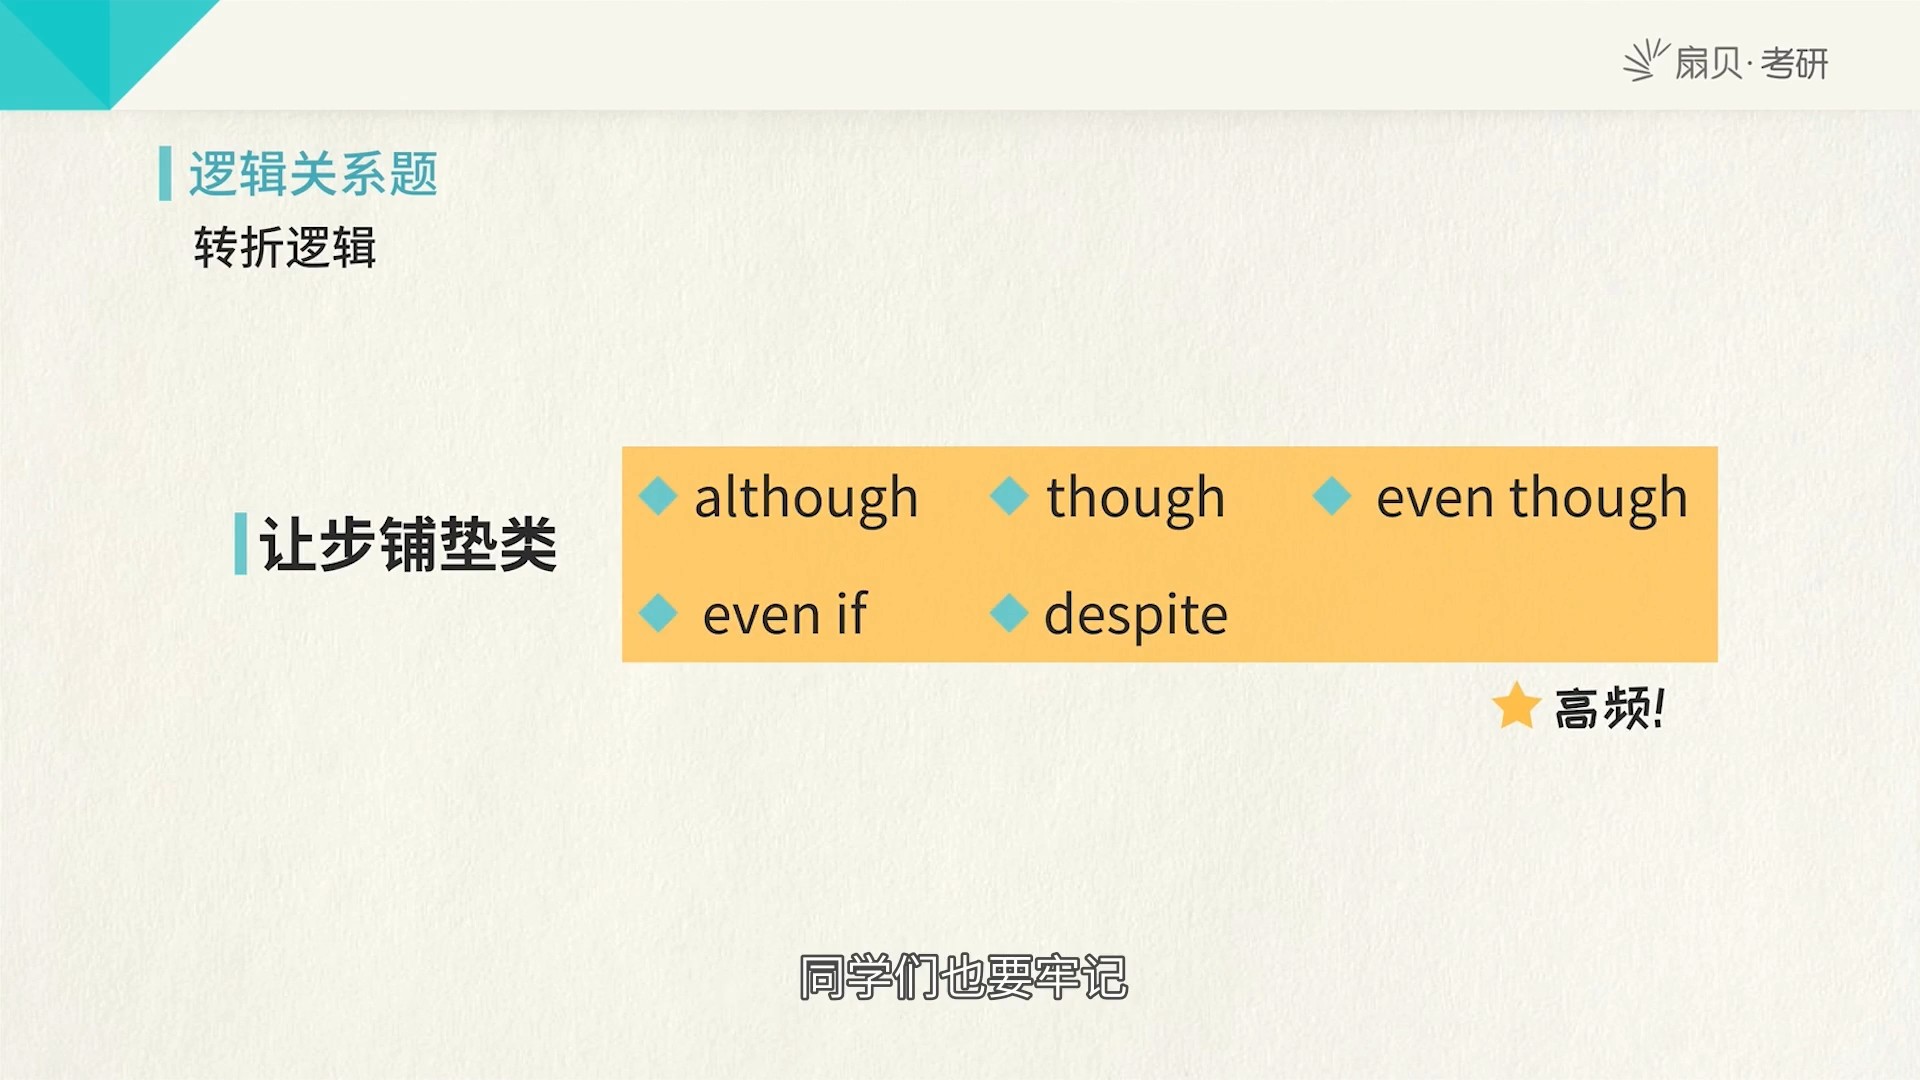 扇贝·考研
逻辑关系题
转折逻辑
让步铺垫类
although though even though
even if despite
高频!
同学们也要牢记